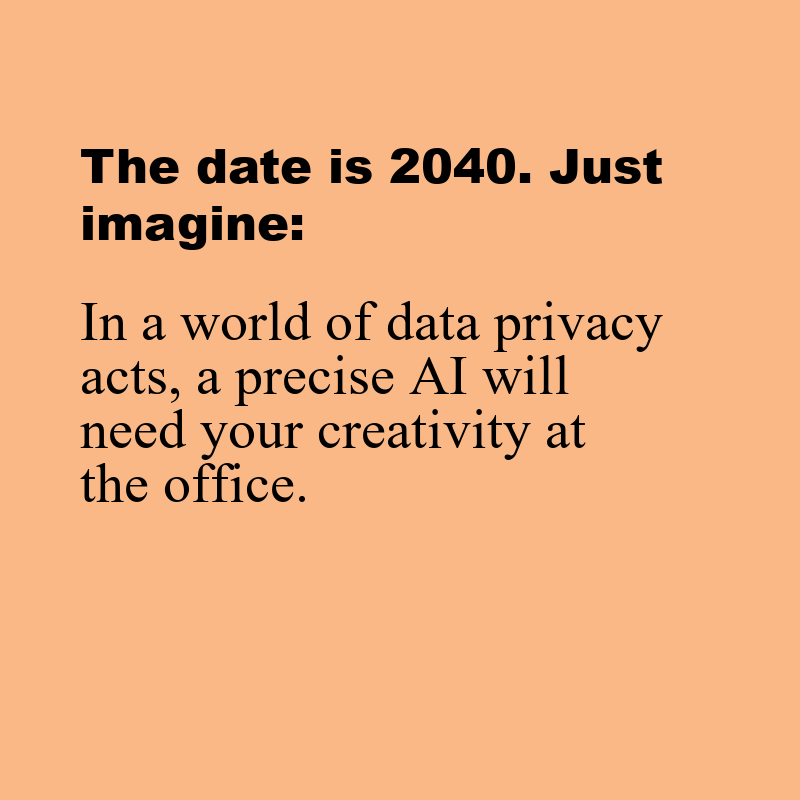 The date is 2040. Just
imagine:
In a world of data privacy
acts, a precise AI will
need your creativity at
the office.